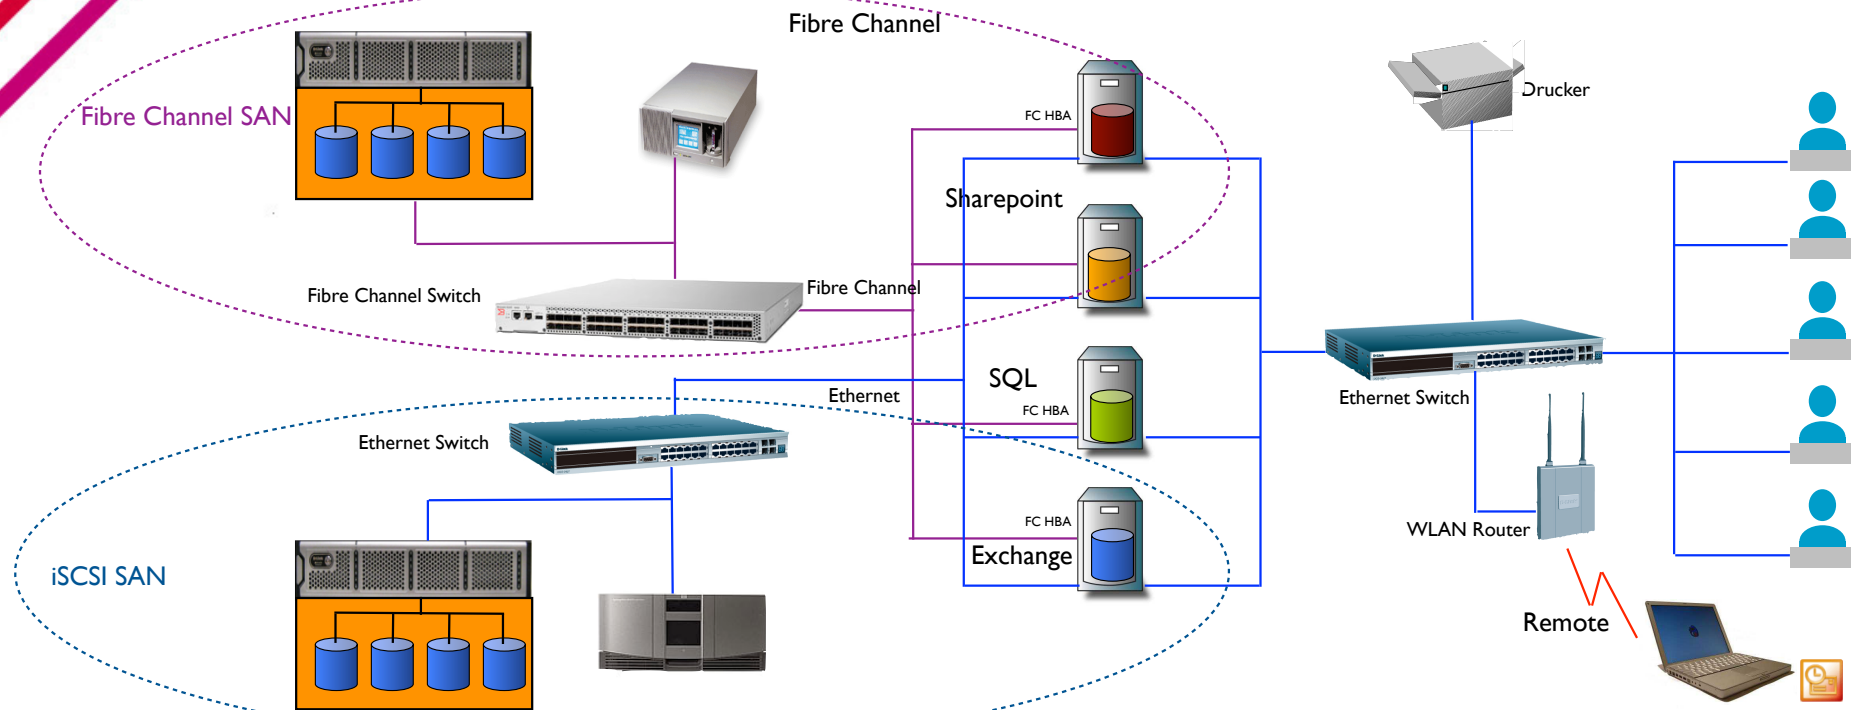 Fibre Channel
Fibre Channel SAN
FC HBA
Drucker
Sharepoint
Fibre Channel Switch
Fibre Channel
SQL
Ethernet
FC HBA
Ethernet Switch
Ethernet Switch
FC HBA
Exchange
WLAN Router
iSCSI SAN
Remote